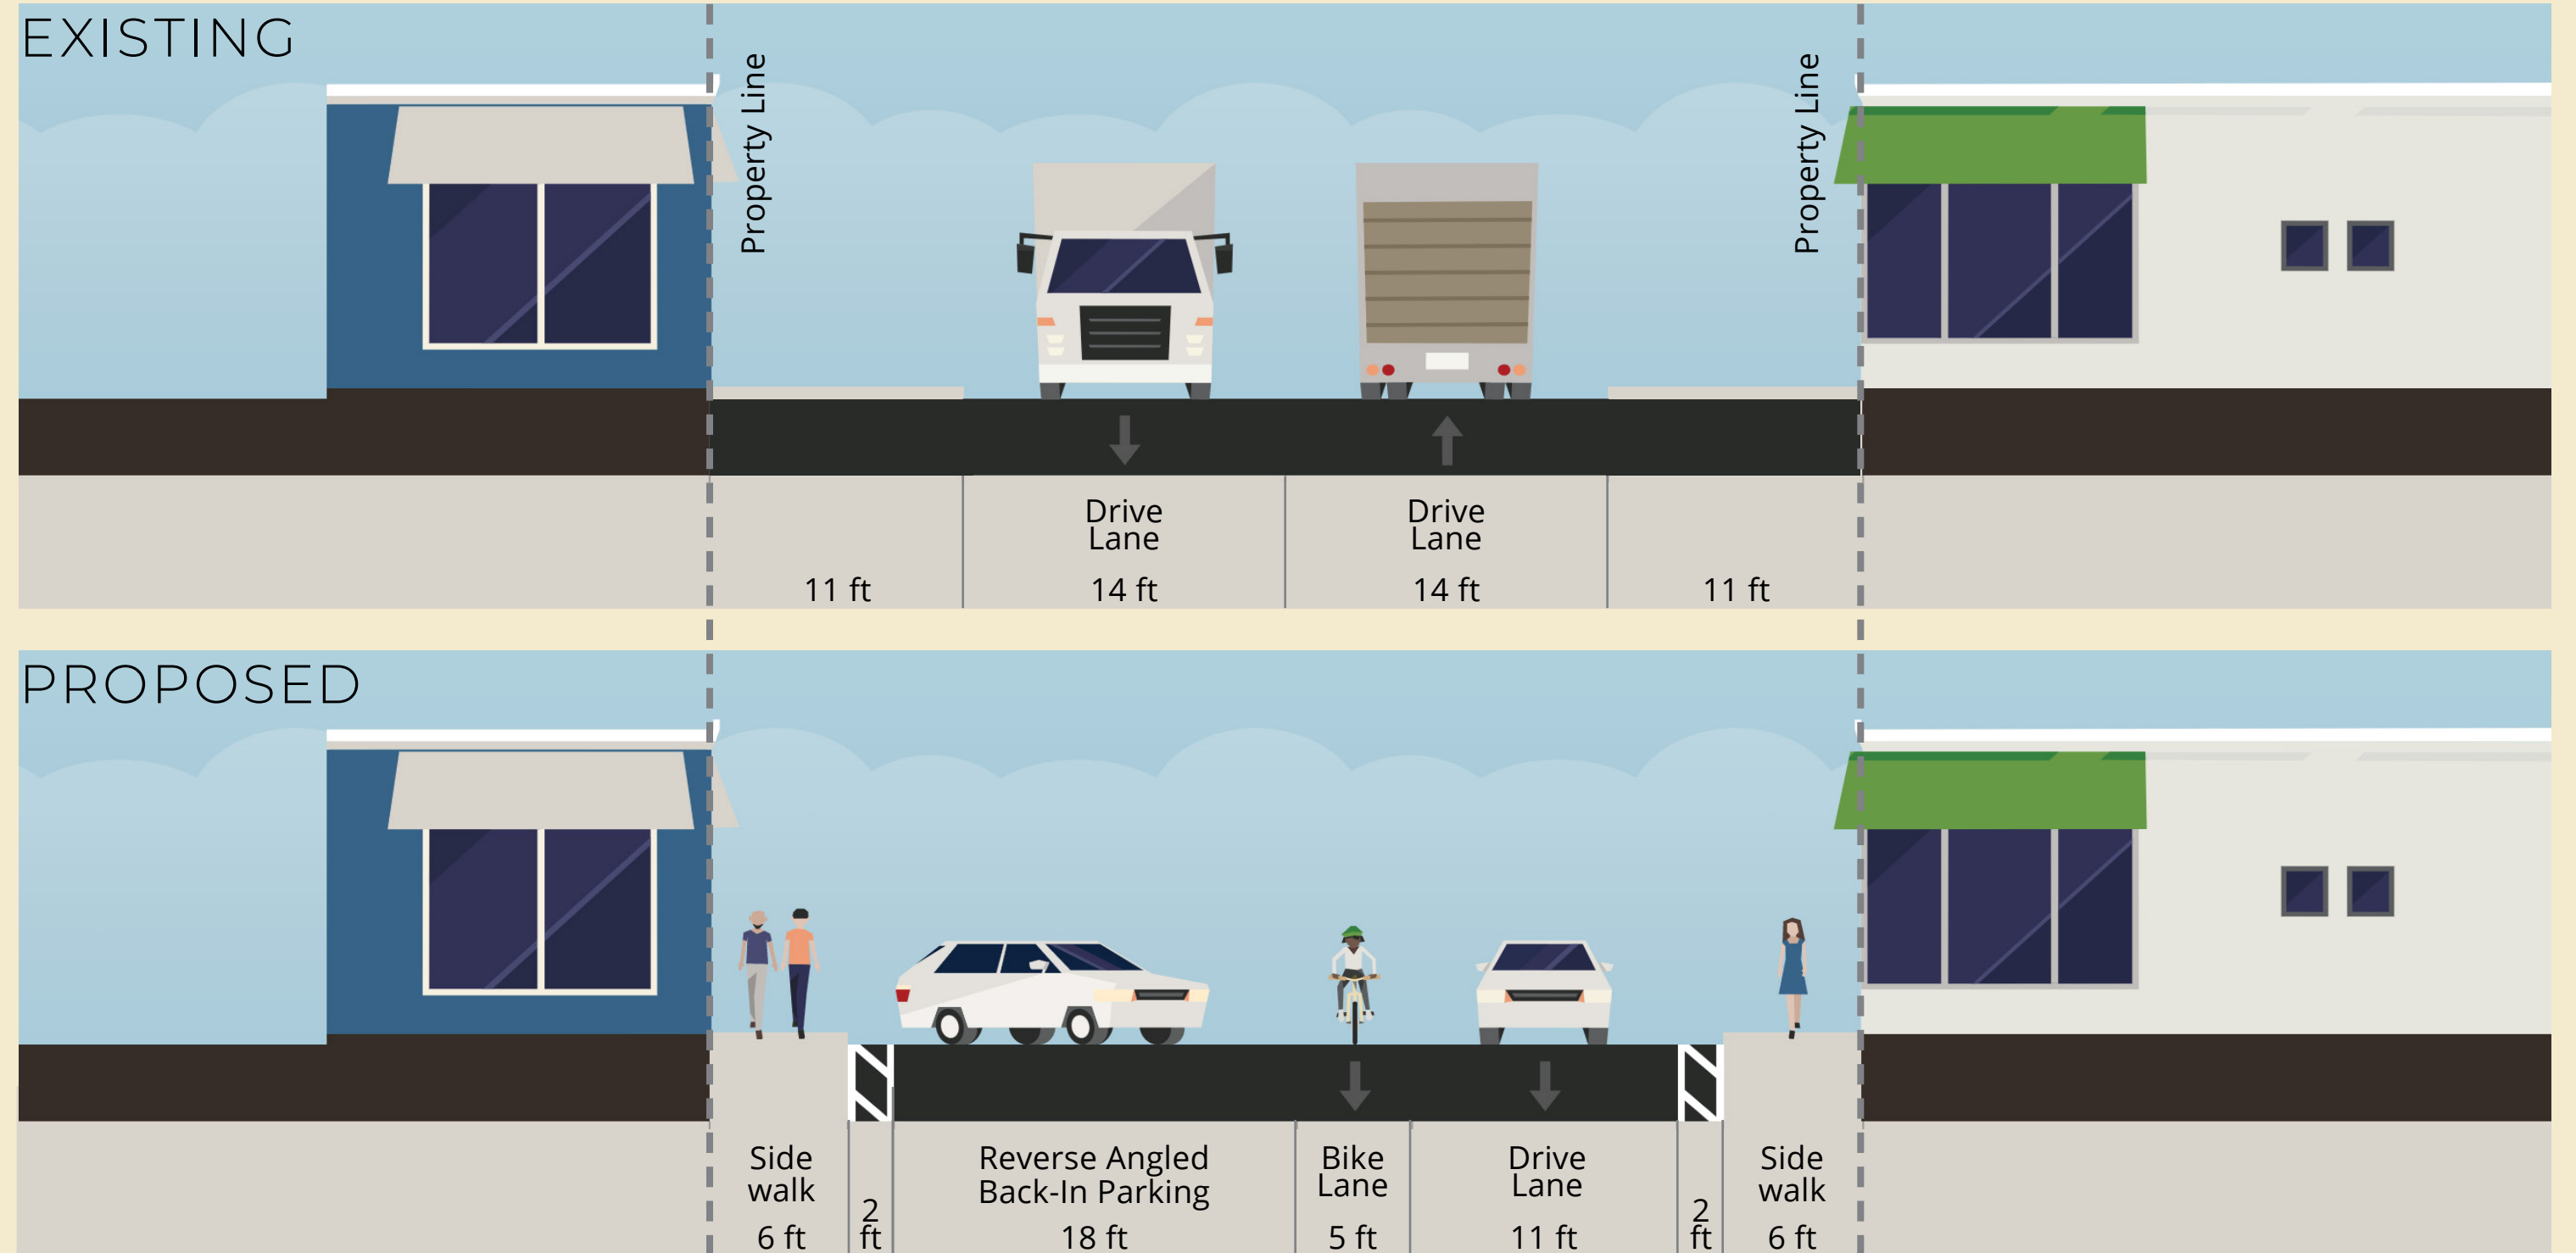 EXISTING
Property Line
Property Line
Drive
Lane
Drive
Lane
11 ft
14 ft
14 ft
11 ft
PROPOSED
Side
walk
6 ft
2
ft
Reverse Angled
Back-In Parking
18 ft
Bike
Lane
5 ft
Drive
Lane
11 ft
2
ft
Side
walk
6 ft